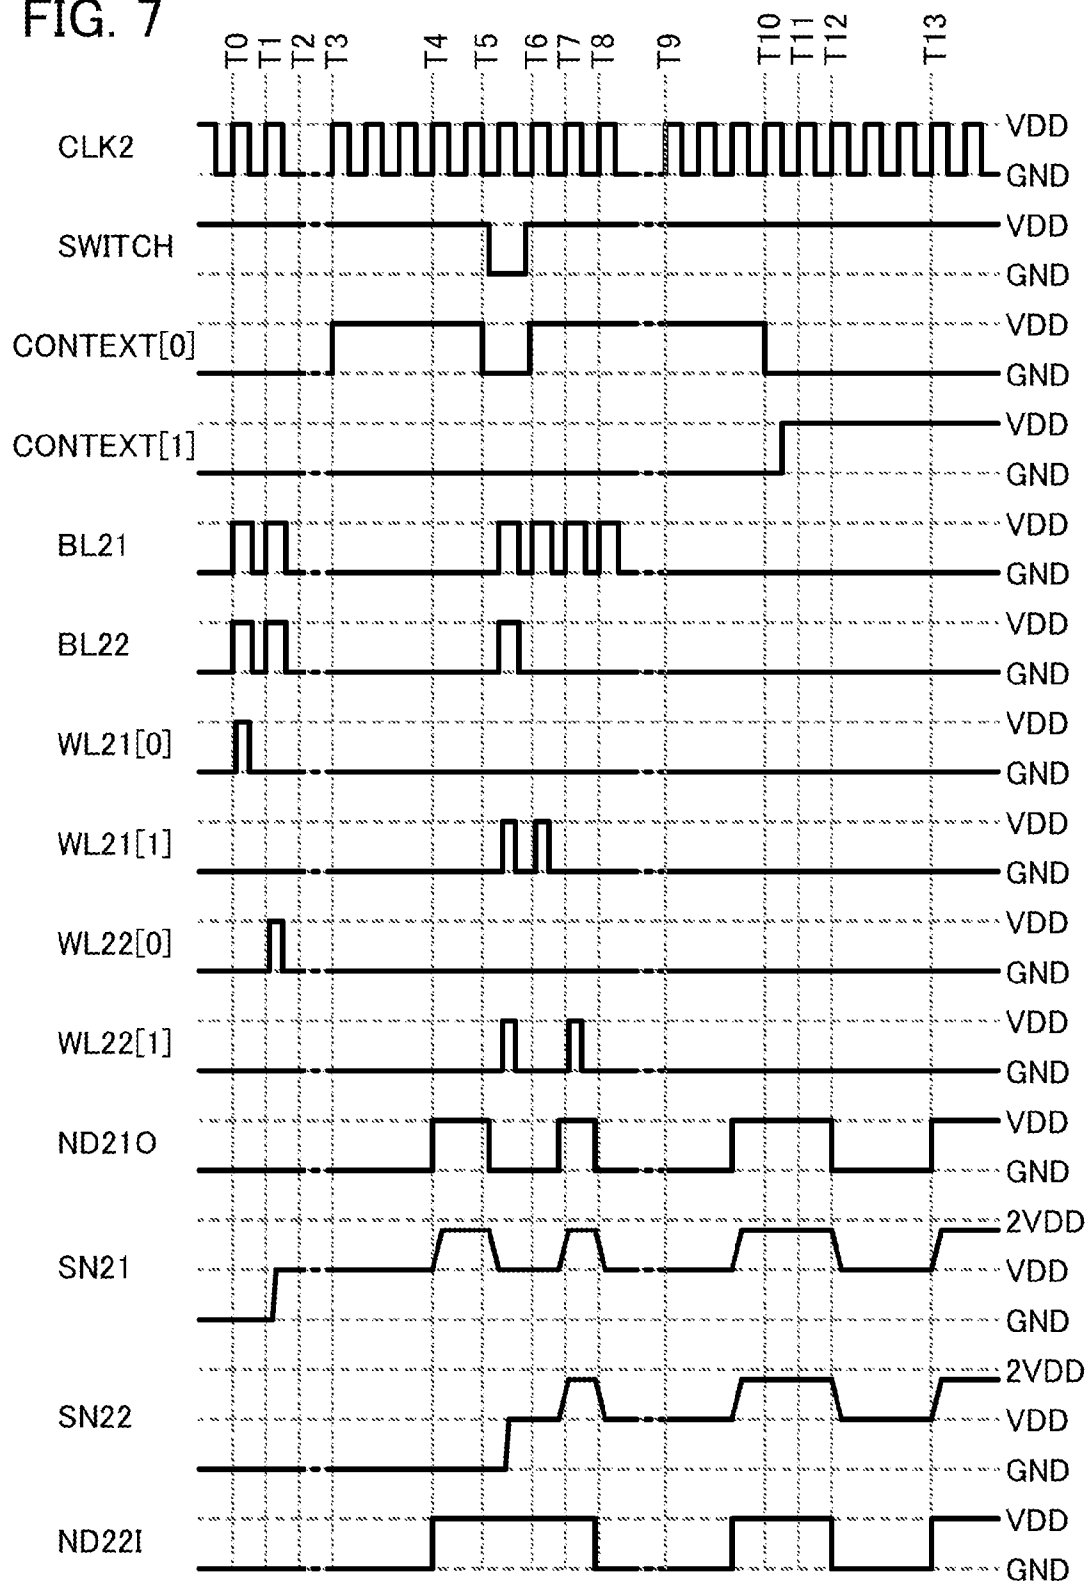 FIG. 7
T0 T1 T2 T3 T4 T5 T6 T7 T8 T9 T10 T11 T12 T13
CLK2 VDD
GND
SWITCH VDD
GND
CONTEXT[0] VDD
GND
CONTEXT[1] VDD
GND
BL21 VDD
GND
BL22 VDD
GND
WL21[0] VDD
GND
WL21[1] VDD
GND
WL22[0] VDD
GND
WL22[1] VDD
GND
ND21O VDD
GND
2VDD
SN21 VDD
GND
2VDD
SN22 VDD
GND
ND22I VDD
GND